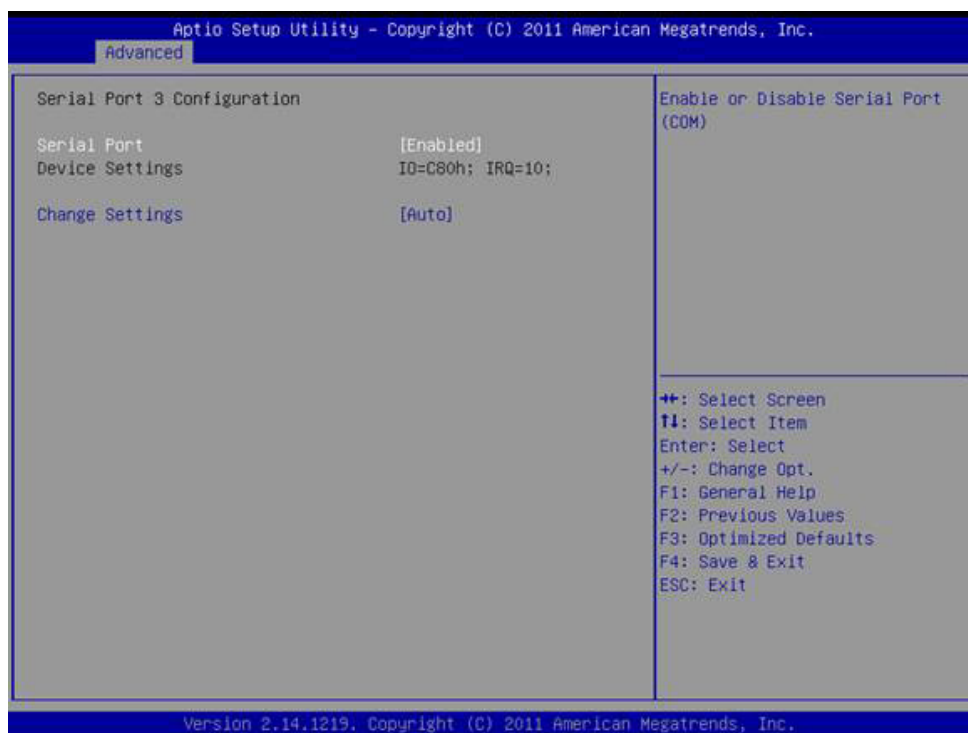 Aptio Setup Utility - Copyright (C) 2011 American Megatrends, Inc.
Advanced
Serial Port 3 Configuration
Serial Port [Enabled]
Device Settings IO=C80h; IRQ=10;
Change Settings [Auto]
Enable or Disable Serial Port
(COM)
→←: Select Screen
↑↓: Select Item
Enter: Select
+/-: Change Opt.
F1: General Help
F2: Previous Values
F3: Optimized Defaults
F4: Save & Exit
ESC: Exit
Version 2.14.1219. Copyright (C) 2011 American Megatrends, Inc.